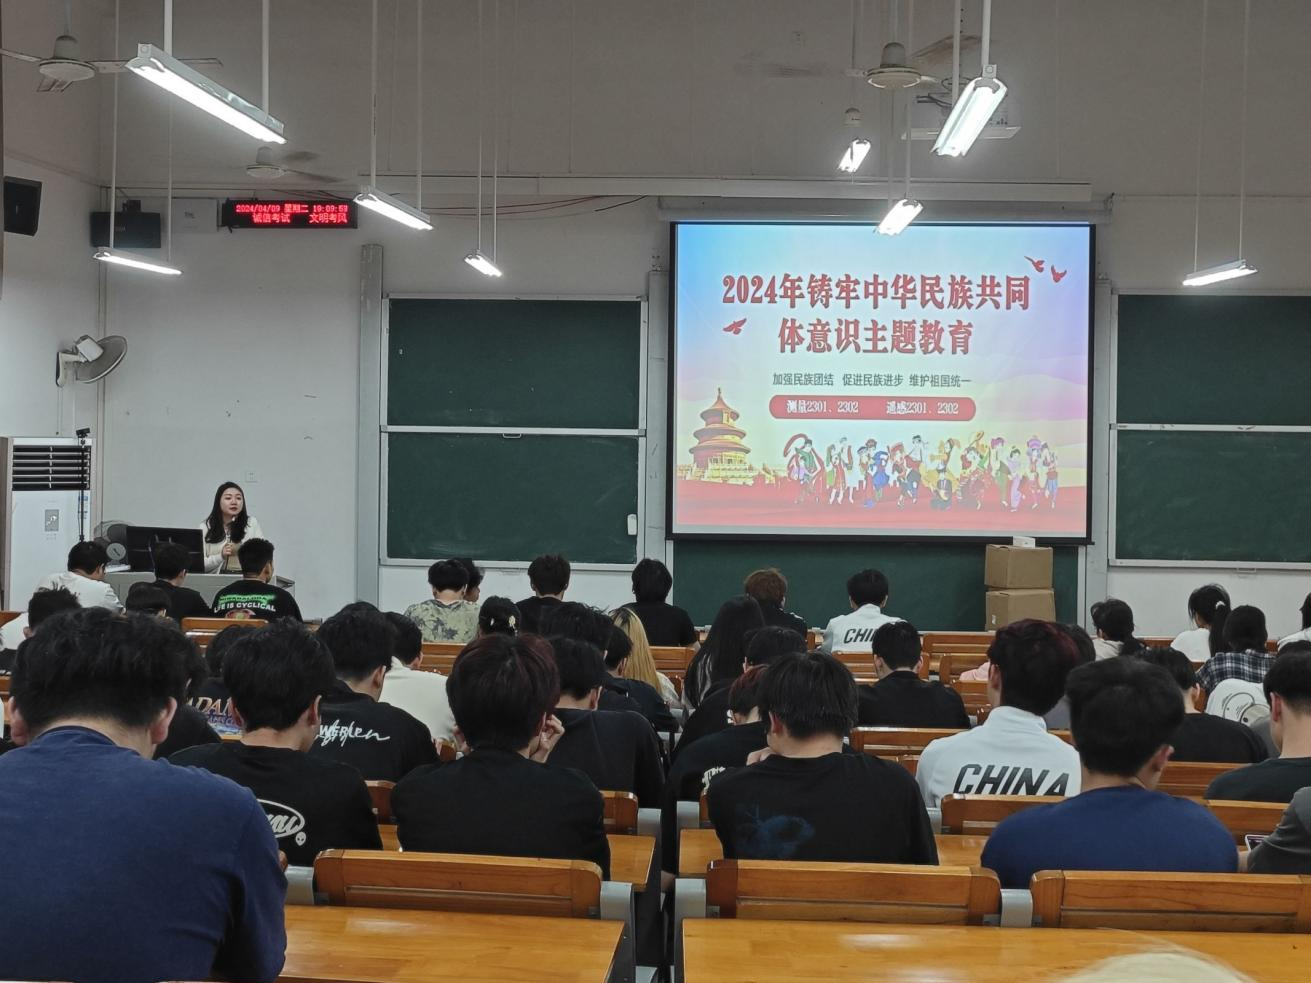 2024/04/09 星期二 19:09:53
诚信考试 文明考风
2024年铸牢中华民族共同
体意识主题教育
加强民族团结 促进民族进步 维护祖国统一
测量2301、2302 遥感2301、2302
LIFE IS CYCLICAL
CHINA
CHINA